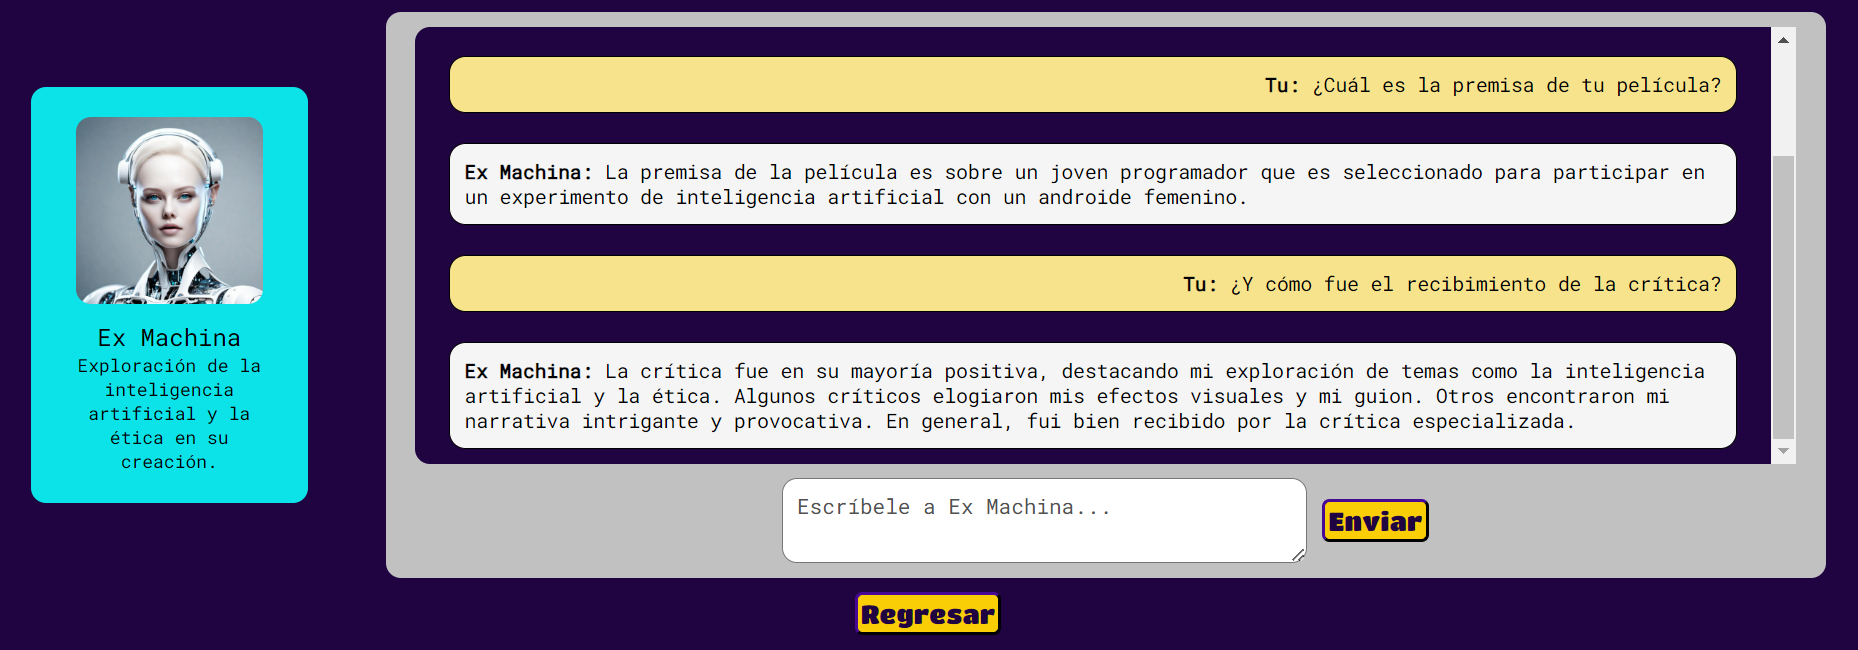 Ex Machina
Exploración de la
inteligencia
artificial y la
ética en su
creación.
Tu: ¿Cuál es la premisa de tu película?
Ex Machina: La premisa de la película es sobre un joven programador que es seleccionado para participar en
un experimento de inteligencia artificial con un androide femenino.
Tu: ¿Y cómo fue el recibimiento de la crítica?
Ex Machina: La crítica fue en su mayoría positiva, destacando mi exploración de temas como la inteligencia
artificial y la ética. Algunos críticos elogiaron mis efectos visuales y mi guion. Otros encontraron mi
narrativa intrigante y provocativa. En general, fui bien recibido por la crítica especializada.
Escríbele a Ex Machina...
Enviar
Regresar